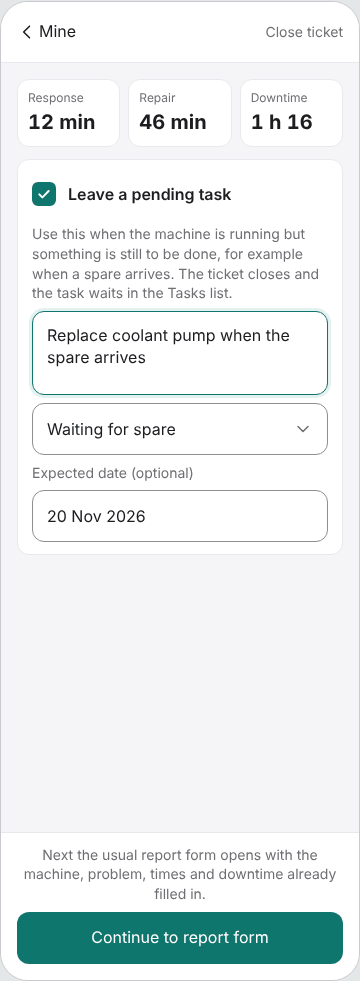 Mine
Close ticket
Response
12 min
Repair
46 min
Downtime
1 h 16
Leave a pending task
Use this when the machine is running but
something is still to be done, for example
when a spare arrives. The ticket closes and
the task waits in the Tasks list.
Replace coolant pump when the
spare arrives
Waiting for spare
Expected date (optional)
20 Nov 2026
Next the usual report form opens with the
machine, problem, times and downtime already
filled in.
Continue to report form